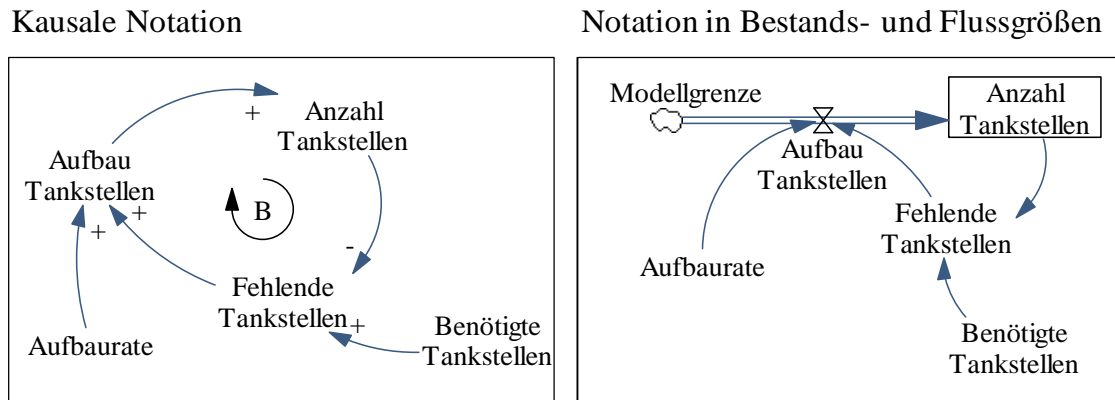 Kausale Notation
Anzahl
Tankstellen
+
Aufbau
Tankstellen
+
+
B
-
Fehlende
Tankstellen
+
Benötigte
Tankstellen
Aufbaurate
Notation in Bestands- und Flussgrößen
Modellgrenze
Anzahl
Tankstellen
Aufbau
Tankstellen
Fehlende
Tankstellen
Aufbaurate
Benötigte
Tankstellen